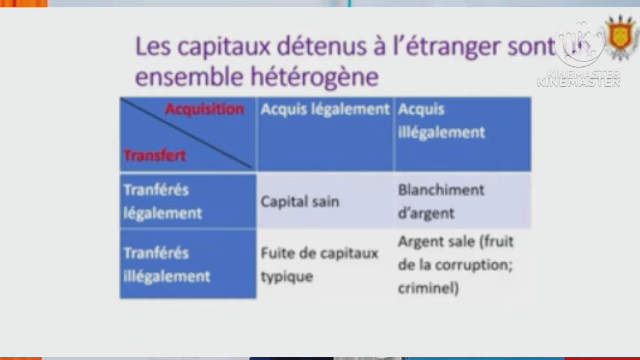 Les capitaux détenus à l'étranger sont un
ensemble hétérogène
KINEMASTER
KINEMASTER
Acquisition
Transfert
Acquis légalement
Acquis
illégalement
Tranférés
légalement
Capital sain
Blanchiment
d'argent
Tranférés
illégalement
Fuite de capitaux
typique
Argent sale (fruit
de la corruption;
criminel)